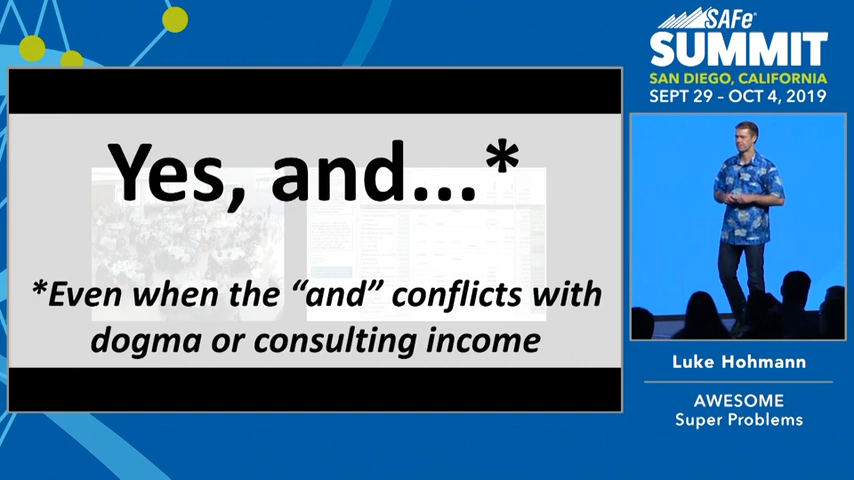 Yes, and...*
*Even when the “and” conflicts with
dogma or consulting income
SAFe®
SUMMIT
SAN DIEGO, CALIFORNIA
SEPT 29 – OCT 4, 2019
Luke Hohmann
AWESOME
Super Problems